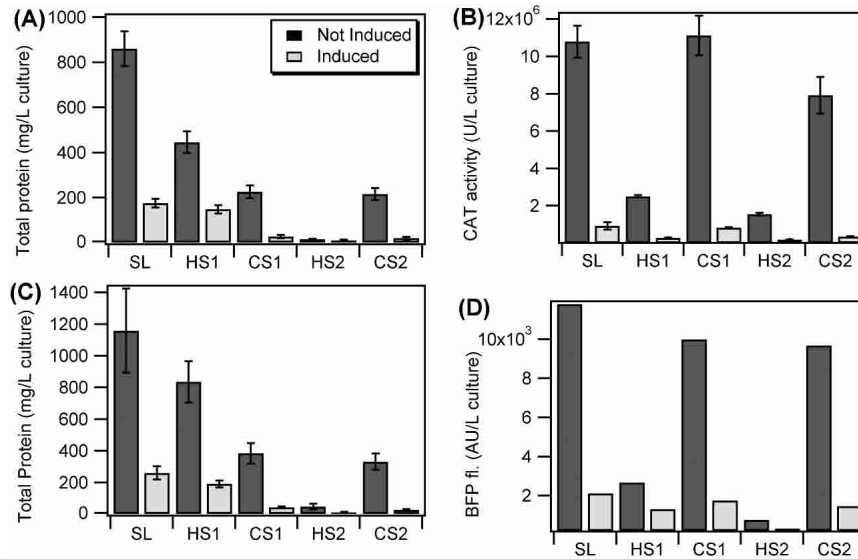 (A)
Total protein (mg/L culture)
1000
800
600
400
200
0
Not Induced
Induced
SL HS1 CS1 HS2 CS2
(B)
CAT activity (U/L culture)
12x10⁶
10
8
6
4
2
SL HS1 CS1 HS2 CS2
(C)
Total Protein (mg/L culture)
1400
1200
1000
800
600
400
200
0
SL HS1 CS1 HS2 CS2
(D)
BFP fl. (AU/L culture)
10x10³
8
6
4
2
SL HS1 CS1 HS2 CS2